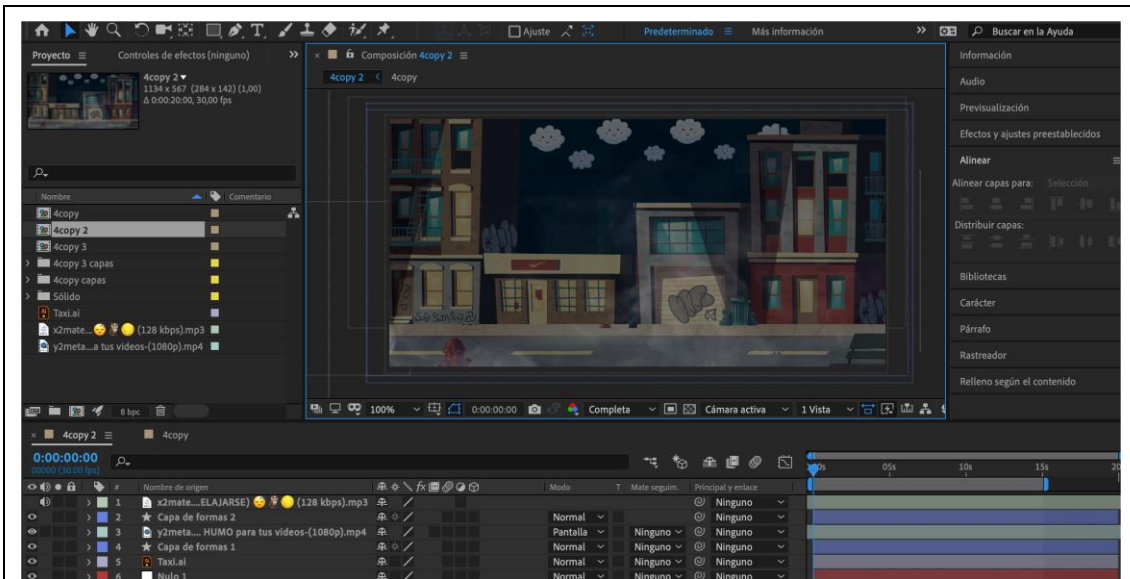 Ajuste Predeterminado Más información Buscar en la Ayuda
Proyecto Controles de efectos (ninguno)
4copy 2
1134 x 567 (284 x 142) (1,00)
Δ 0:00:20:00, 30,00 fps)
Nombre Comentario
4copy
4copy 2
4copy 3
4copy 3 capas
4copy capas
Sólido
Taxi.ai
x2mate...😴 (128 kbps).mp3
y2meta...a tus videos-(1080p).mp4
8 bpc
Composición 4copy 2
4copy 2 4copy
100% 0:00:00:00 Completa Cámara activa 1 Vista
Información
Audio
Previsualización
Efectos y ajustes preestablecidos
Alinear
Alinear capas para: Selección
Distribuir capas:
Bibliotecas
Carácter
Párrafo
Rastreador
Relleno según el contenido
4copy 2 4copy
0:00:00:00
00000 (30.00 fps)
05s 10s 15s 20
# Nombre de origen Modo T Mate seguim. Principal y enlace
1 x2mate....ELAJARSE) (128 kbps).mp3 Ninguno
2 Capa de formas 2 Normal Ninguno
3 y2meta.... HUMO para tus videos-(1080p).mp4 Pantalla Ninguno Ninguno
4 Capa de formas 1 Normal Ninguno Ninguno
5 Taxi.ai Normal Ninguno Ninguno
6 Nulo 1 Normal Ninguno Ninguno